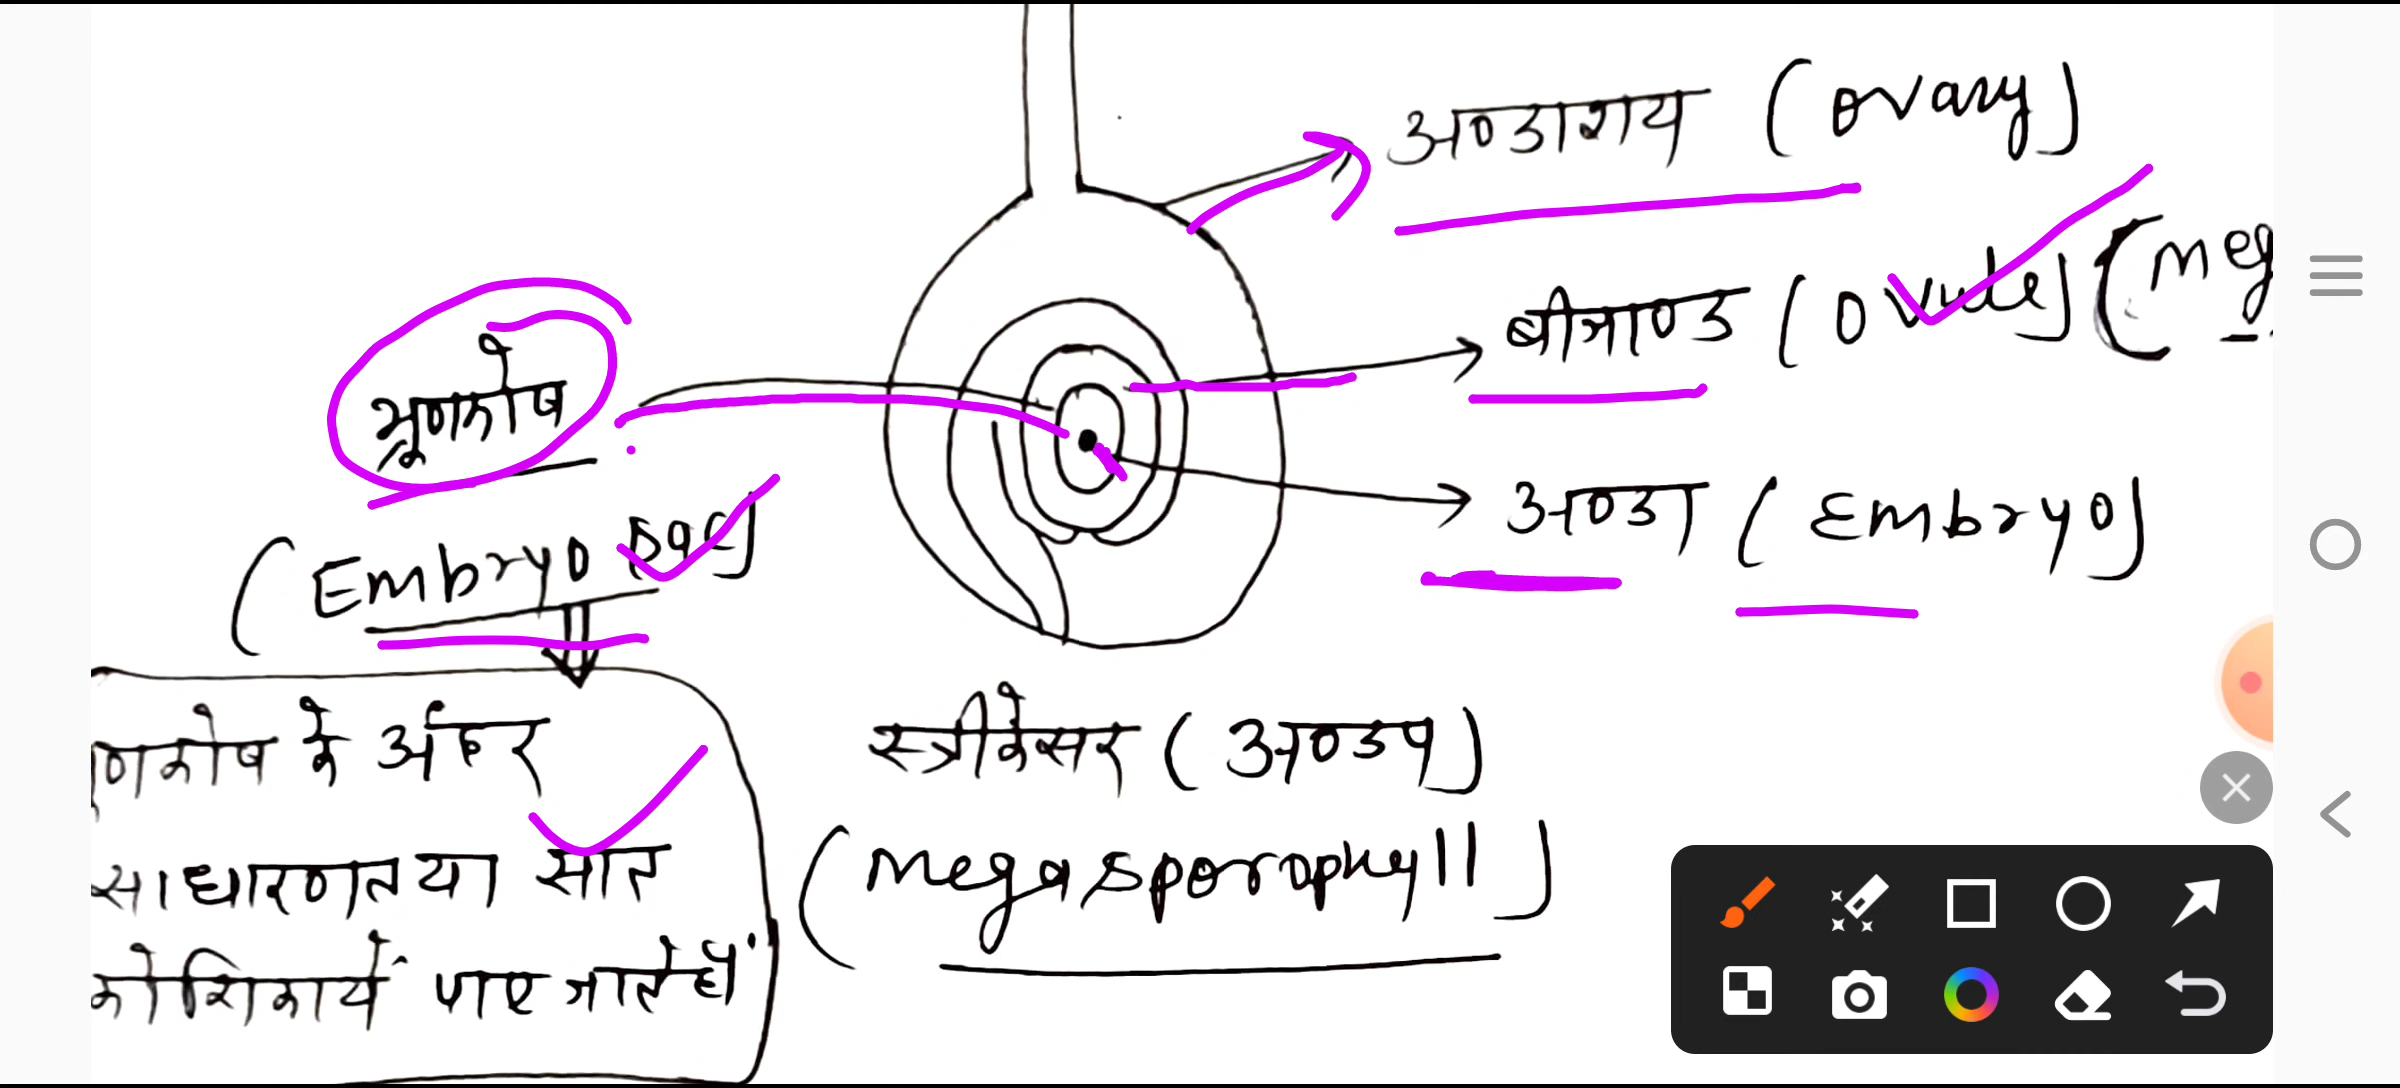 अण्डाशय (Ovary)
बीजाण्ड (Ovule) (Meg
भ्रूणकोष
(Embryo sac)
अण्डा (Embryo)
ूणकोष के अंदर
साधारणतया सात
कोशिकायें पाए जाते हैं
स्त्रीकेसर (अण्डप)
(Megasporophyll)